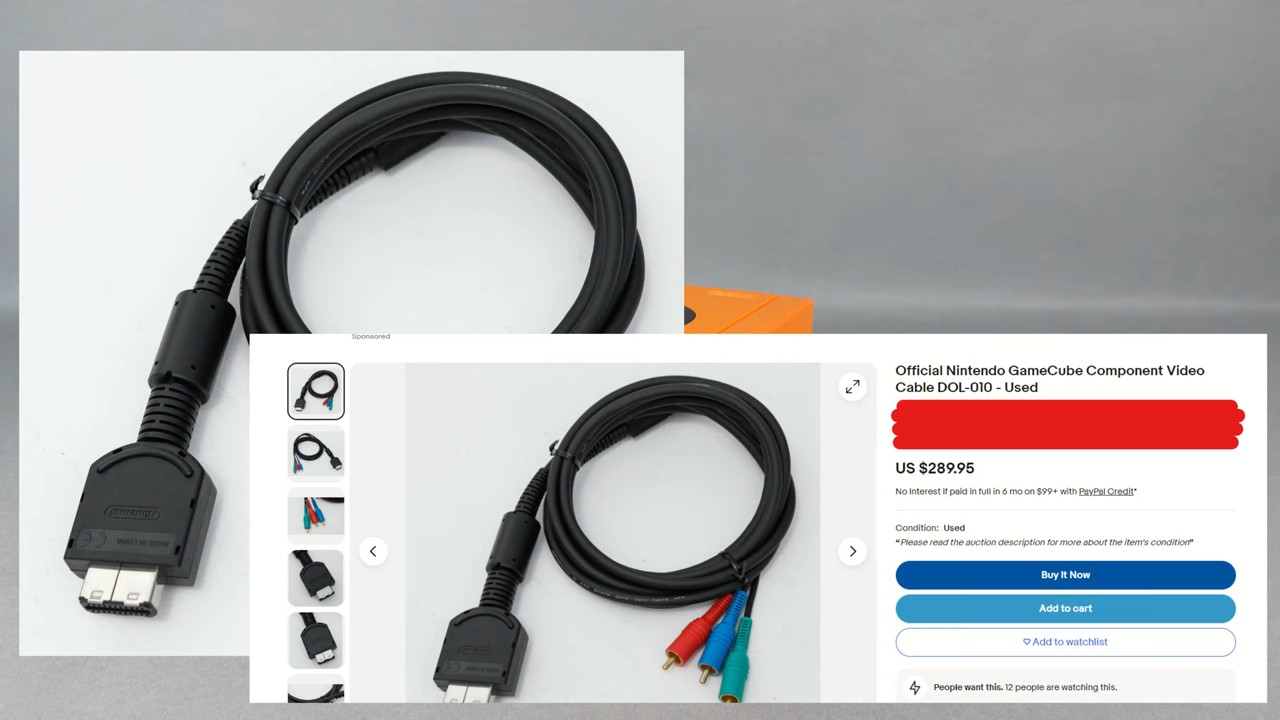 Nintendo
MADE IN CHINA
Sponsored
Official Nintendo GameCube Component Video
Cable DOL-010 - Used
US $289.95
No Interest if paid in full in 6 mo on $99+ with PayPal Credit*
Condition: Used
❝Please read the auction description for more about the item's condition❞
Buy It Now
Add to cart
Add to watchlist
People want this. 12 people are watching this.